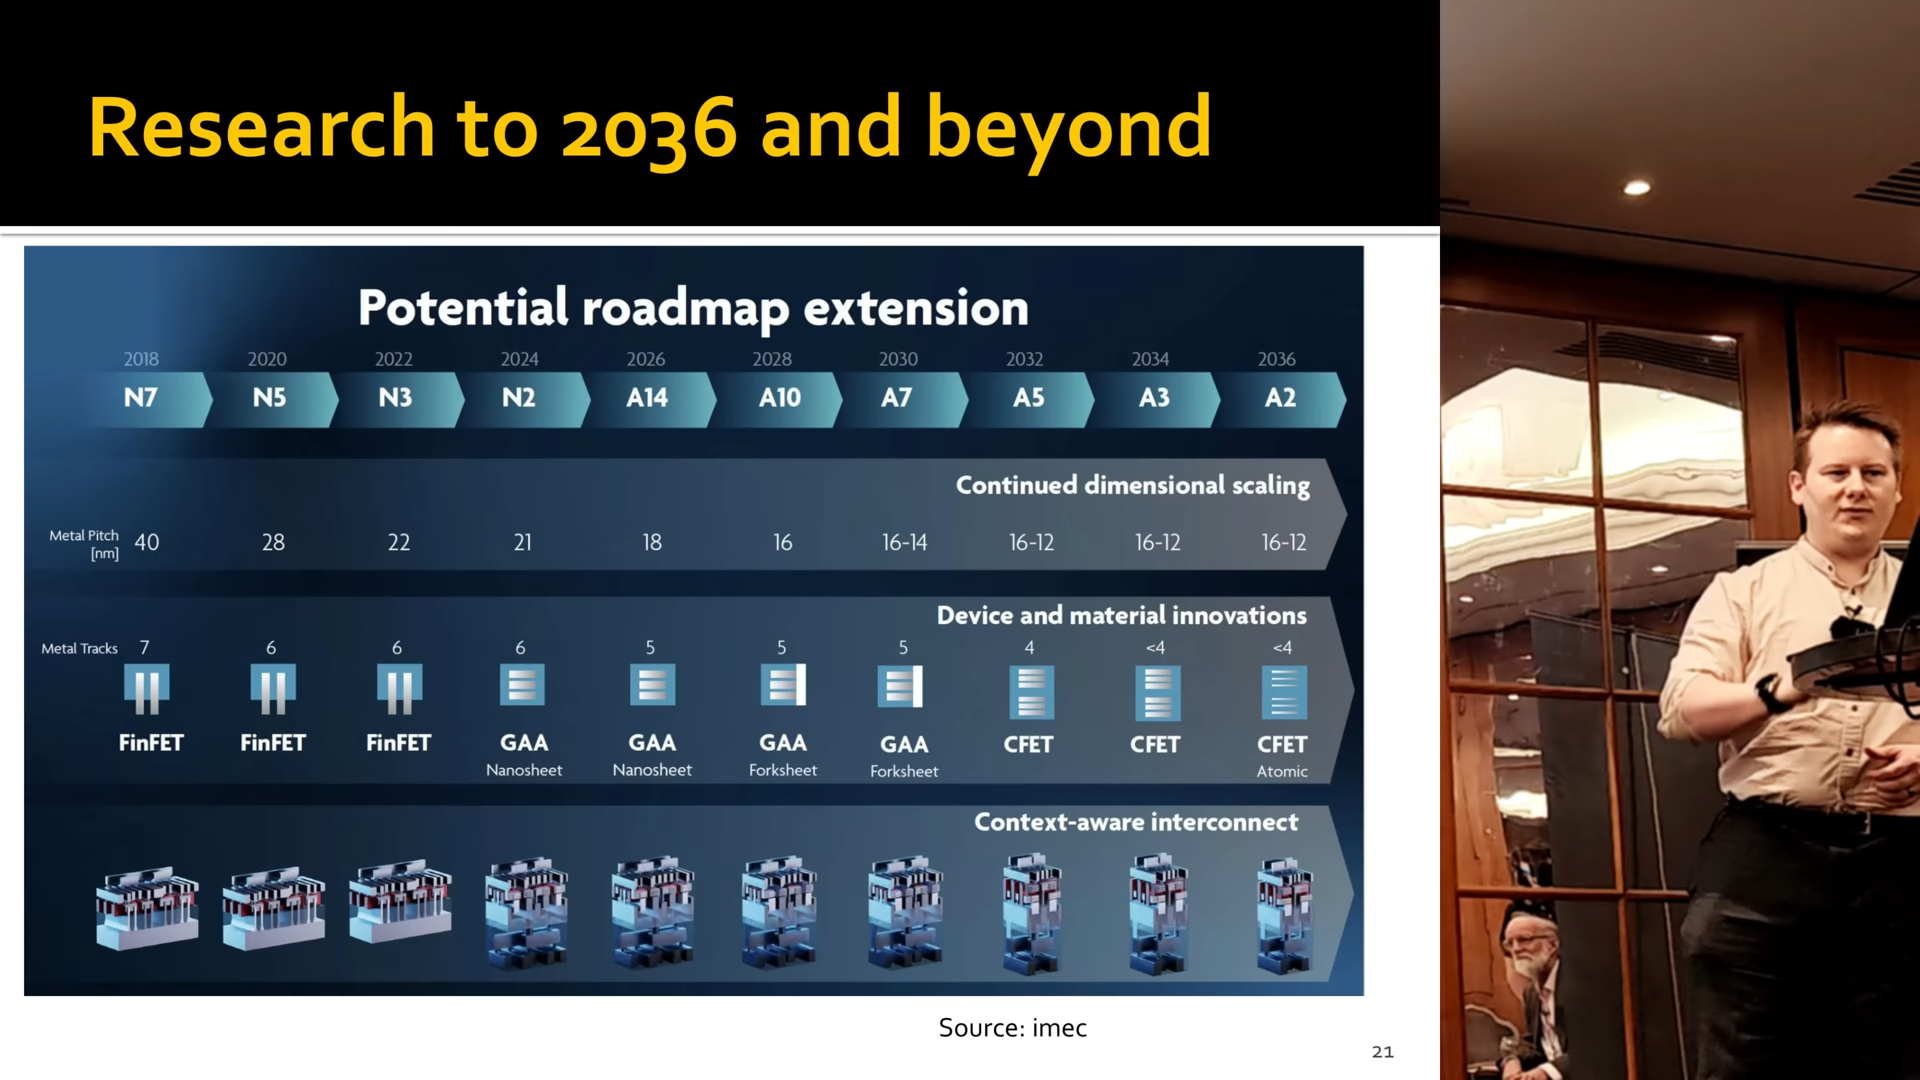 Research to 2036 and beyond
Potential roadmap extension
2018 2020 2022 2024 2026 2028 2030 2032 2034 2036
N7 N5 N3 N2 A14 A10 A7 A5 A3 A2
Continued dimensional scaling
Metal Pitch
[nm]
40 28 22 21 18 16 16-14 16-12 16-12 16-12
Device and material innovations
Metal Tracks 7 6 6 6 5 5 5 4 <4 <4
FinFET FinFET FinFET GAA GAA GAA GAA CFET CFET CFET
Nanosheet Nanosheet Forksheet Forksheet Atomic
Context-aware interconnect
Source: imec
21